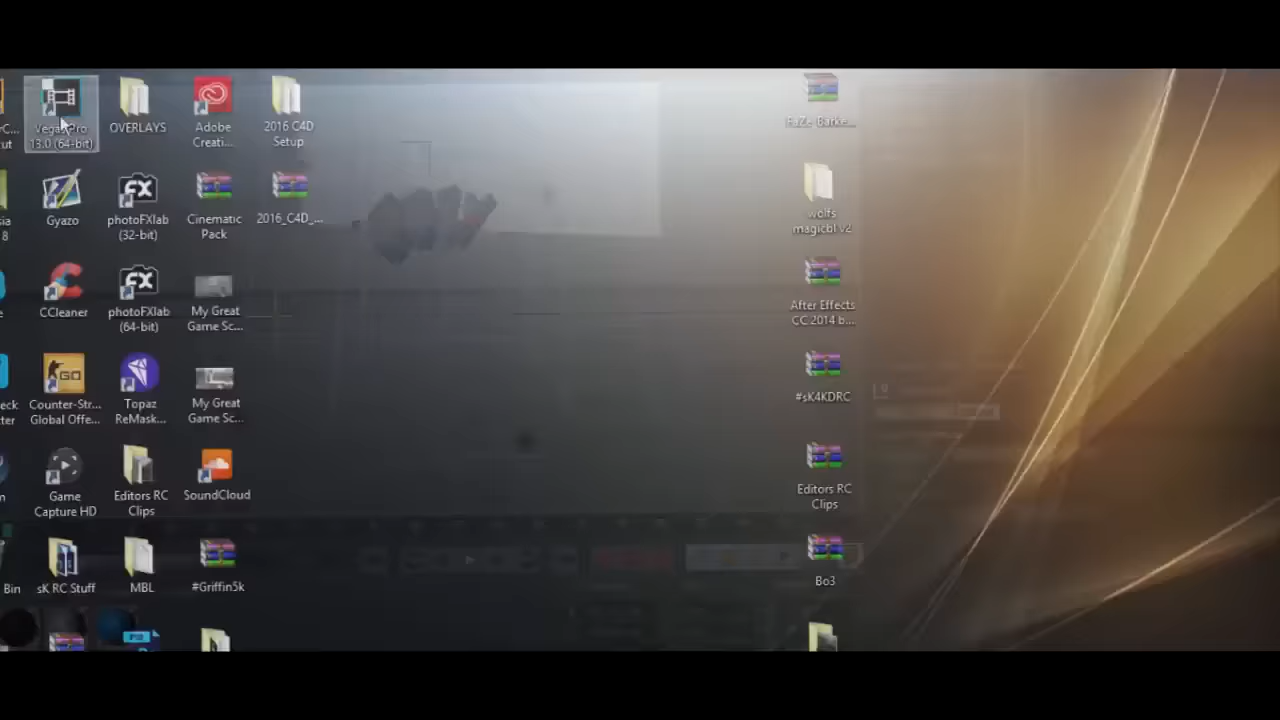 Vegas Pro
13.0 (64-bit)
OVERLAYS
Adobe
Creati...
2016 C4D
Setup
Gyazo
photoFXlab
(32-bit)
Cinematic
Pack
2016_C4D_...
8
CCleaner
photoFXlab
(64-bit)
My Great
Game Sc...
Counter-Str...
Global Offe...
GO
Topaz
ReMask...
My Great
Game Sc...
Game
Capture HD
Editors RC
Clips
SoundCloud
Bin
sK RC Stuff
MBL
#Griffin5k
wolfs
magicbl v2
After Effects
CC 2014 b...
#sK4KDRC
Editors RC
Clips
Bo3